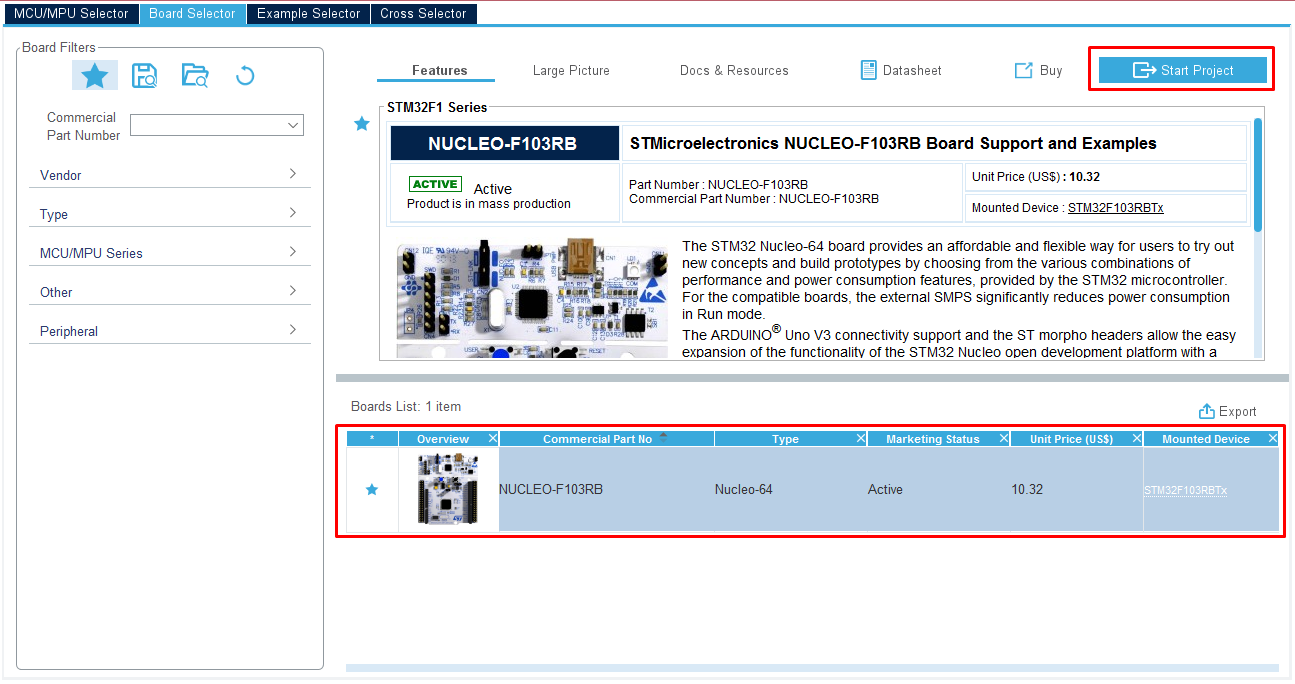 MCU/MPU Selector Board Selector Example Selector Cross Selector
Board Filters
Commercial
Part Number
Vendor
Type
MCU/MPU Series
Other
Peripheral
Features Large Picture Docs & Resources Datasheet Buy Start Project
STM32F1 Series
NUCLEO-F103RB
STMicroelectronics NUCLEO-F103RB Board Support and Examples
ACTIVE Active
Product is in mass production
Part Number : NUCLEO-F103RB
Commercial Part Number : NUCLEO-F103RB
Unit Price (US$) : 10.32
Mounted Device : STM32F103RBTx
The STM32 Nucleo-64 board provides an affordable and flexible way for users to try out
new concepts and build prototypes by choosing from the various combinations of
performance and power consumption features, provided by the STM32 microcontroller.
For the compatible boards, the external SMPS significantly reduces power consumption
in Run mode.
The ARDUINO® Uno V3 connectivity support and the ST morpho headers allow the easy
expansion of the functionality of the STM32 Nucleo open development platform with a
Boards List: 1 item
Export
* Overview Commercial Part No Type Marketing Status Unit Price (US$) Mounted Device
NUCLEO-F103RB Nucleo-64 Active 10.32 STM32F103RBTx